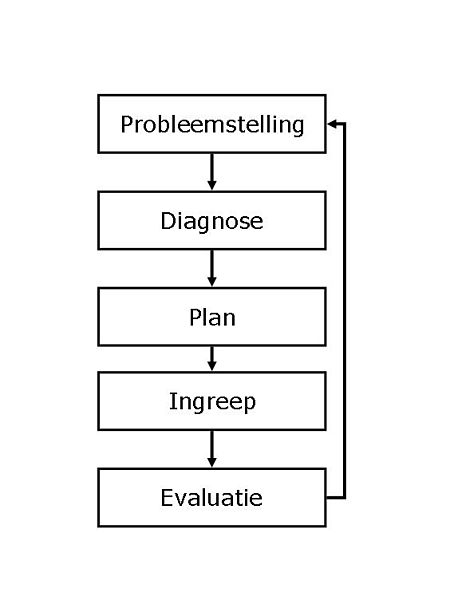 Probleemstelling
Diagnose
Plan
Ingreep
Evaluatie